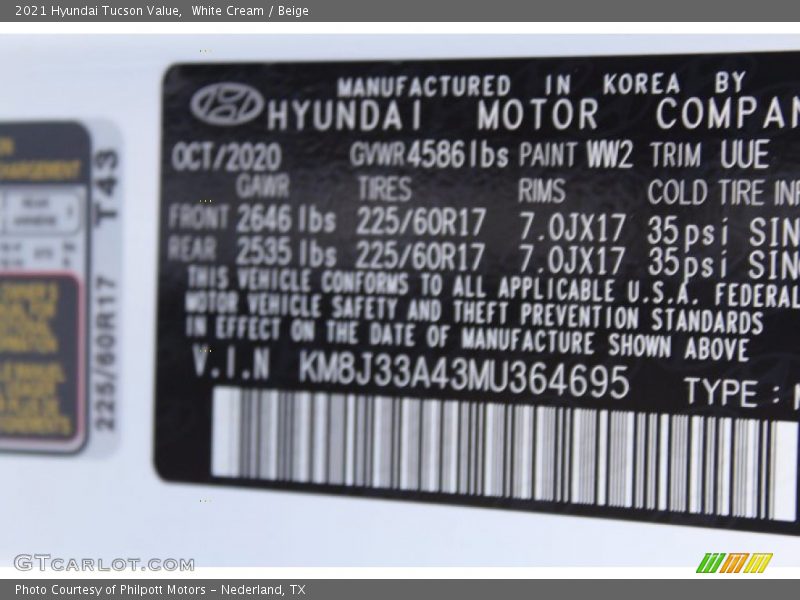 2021 Hyundai Tucson Value,  White Cream / Beige
MANUFACTURED IN KOREA BY
HYUNDAI MOTOR COMPAN
OCT/2020 GVWR 4586 lbs PAINT WW2 TRIM UUE
GAWR TIRES RIMS COLD TIRE INF
FRONT 2646 lbs 225/60R17 7.0JX17 35psi SING
REAR 2535 lbs 225/60R17 7.0JX17 35psi SING
THIS VEHICLE CONFORMS TO ALL APPLICABLE U.S.A. FEDERAL
MOTOR VEHICLE SAFETY AND THEFT PREVENTION STANDARDS
IN EFFECT ON THE DATE OF MANUFACTURE SHOWN ABOVE
V.I.N KM8J33A43MU364695 TYPE :
225/60R17 T43
GTCARLOT.COM
Photo Courtesy of Philpott Motors – Nederland, TX